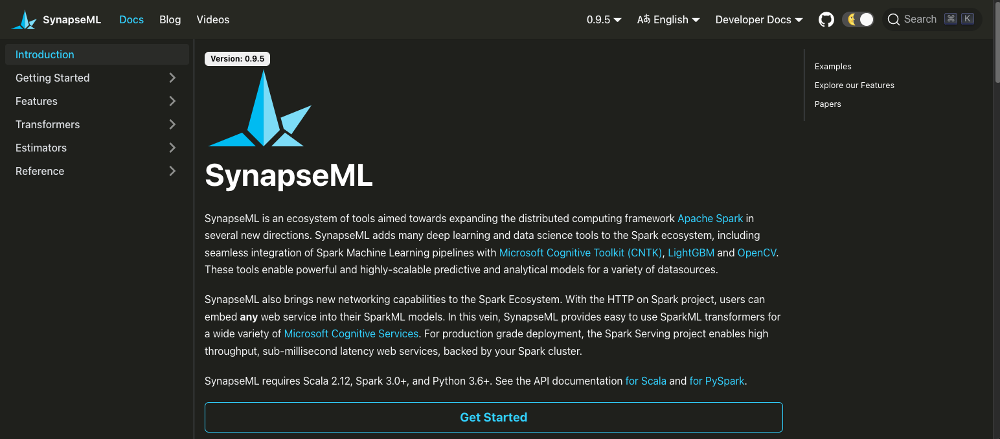 SynapseML Docs Blog Videos 0.9.5 Aあ English Developer Docs Search ⌘ K
Introduction
Getting Started
Features
Transformers
Estimators
Reference
Version: 0.9.5
SynapseML
SynapseML is an ecosystem of tools aimed towards expanding the distributed computing framework Apache Spark in
several new directions. SynapseML adds many deep learning and data science tools to the Spark ecosystem, including
seamless integration of Spark Machine Learning pipelines with Microsoft Cognitive Toolkit (CNTK), LightGBM and OpenCV.
These tools enable powerful and highly-scalable predictive and analytical models for a variety of datasources.
SynapseML also brings new networking capabilities to the Spark Ecosystem. With the HTTP on Spark project, users can
embed any web service into their SparkML models. In this vein, SynapseML provides easy to use SparkML transformers for
a wide variety of Microsoft Cognitive Services. For production grade deployment, the Spark Serving project enables high
throughput, sub-millisecond latency web services, backed by your Spark cluster.
SynapseML requires Scala 2.12, Spark 3.0+, and Python 3.6+. See the API documentation for Scala and for PySpark.
Get Started
Examples
Explore our Features
Papers